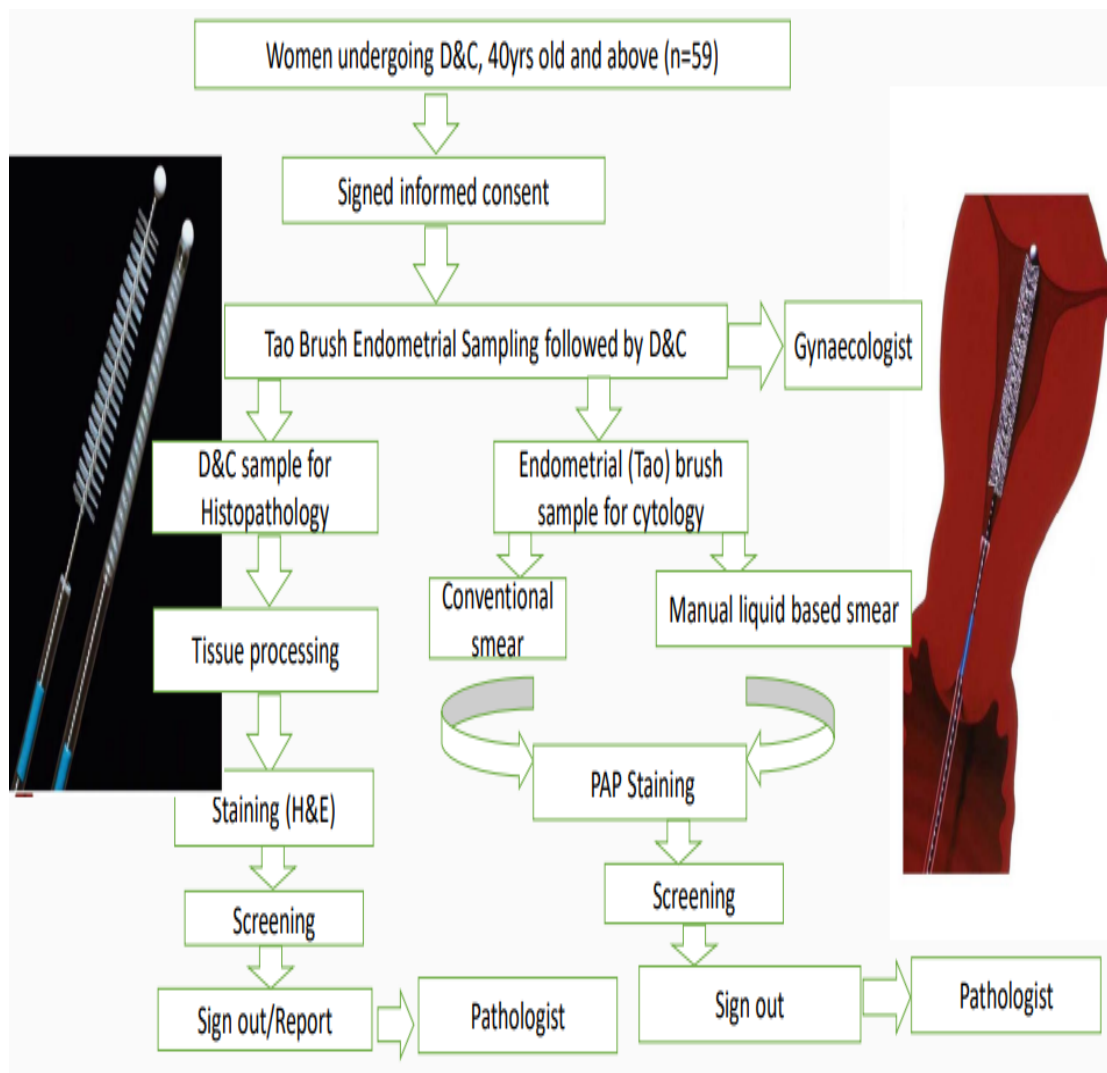 Women undergoing D&C, 40yrs old and above (n=59)
Signed informed consent
Tao Brush Endometrial Sampling followed by D&C
Gynaecologist
D&C sample for
Histopathology
Endometrial (Tao) brush
sample for cytology
Conventional
smear
Manual liquid based smear
Tissue processing
PAP Staining
Staining (H&E)
Screening
Screening
Sign out/Report
Pathologist
Sign out
Pathologist